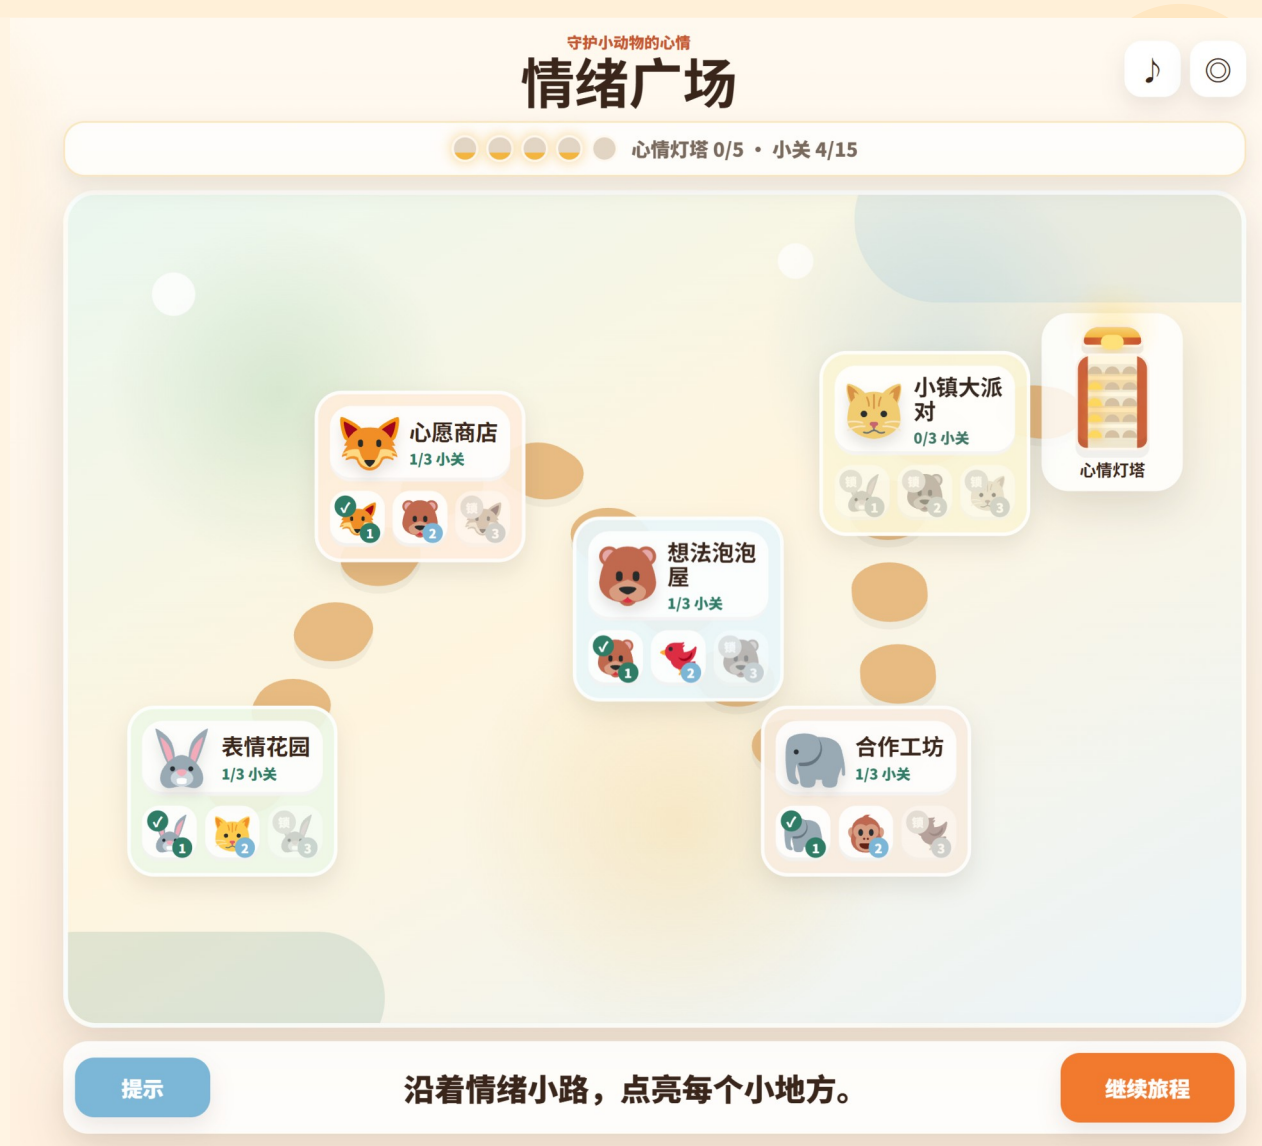 守护小动物的心情
情绪广场
心情灯塔 0/5 · 小关 4/15
心愿商店
1/3 小关
1
2
3
小镇大派
对
0/3 小关
1
2
3
心情灯塔
想法泡泡
屋
1/3 小关
1
2
3
表情花园
1/3 小关
1
2
3
合作工坊
1/3 小关
1
2
3
提示
沿着情绪小路，点亮每个小地方。
继续旅程